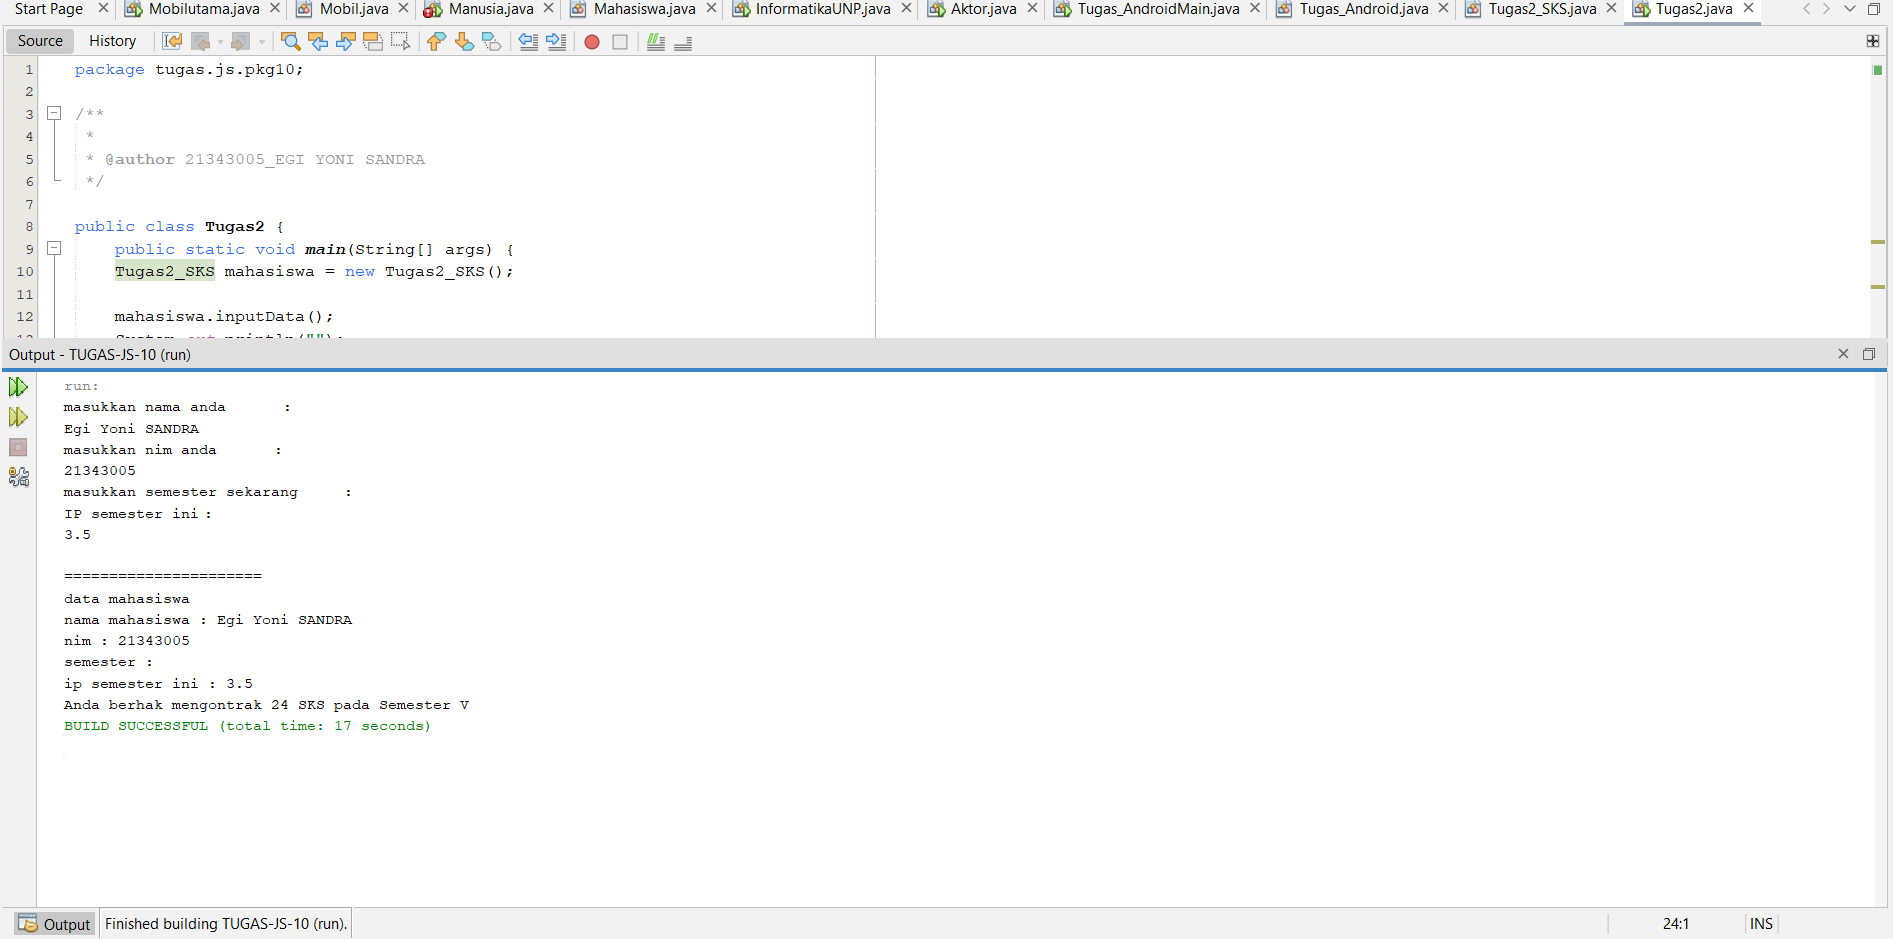 Start Page Mobilutama.java Mobil.java Manusia.java Mahasiswa.java InformatikaUNP.java Aktor.java Tugas_AndroidMain.java Tugas_Android.java Tugas2_SKS.java Tugas2.java
Source History
1 package tugas.js.pkg10;
2
3 /**
4 *
5 * @author 21343005_EGI YONI SANDRA
6 */
7
8 public class Tugas2 {
9 public static void main(String[] args) {
10 Tugas2_SKS mahasiswa = new Tugas2_SKS();
11
12 mahasiswa.inputData();
13 System.out.println("");
Output - TUGAS-JS-10 (run)
run:
masukkan nama anda :
Egi Yoni SANDRA
masukkan nim anda :
21343005
masukkan semester sekarang :
IP semester ini :
3.5
======================
data mahasiswa
nama mahasiswa : Egi Yoni SANDRA
nim : 21343005
semester :
ip semester ini : 3.5
Anda berhak mengontrak 24 SKS pada Semester V
BUILD SUCCESSFUL (total time: 17 seconds)
Output Finished building TUGAS-JS-10 (run). 24:1 INS